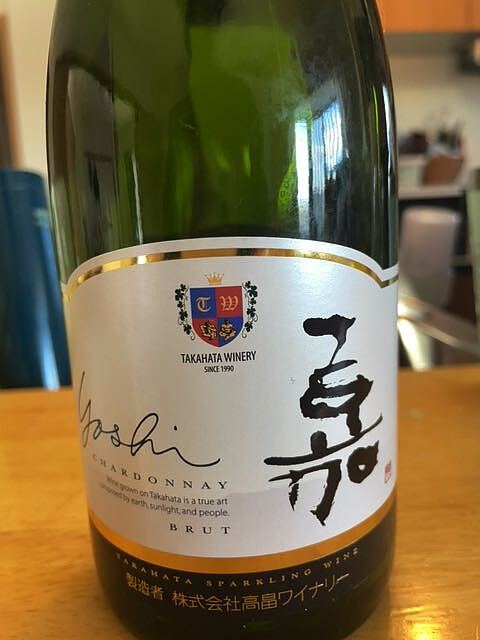 T W
TAKAHATA WINERY
SINCE 1990
嘉
yoshi
CHARDONNAY
Wine grown on Takahata is a true art
composed by earth, sunlight, and people.
BRUT
TAKAHATA SPARKLING WINE
製造者 株式会社高畠ワイナリー